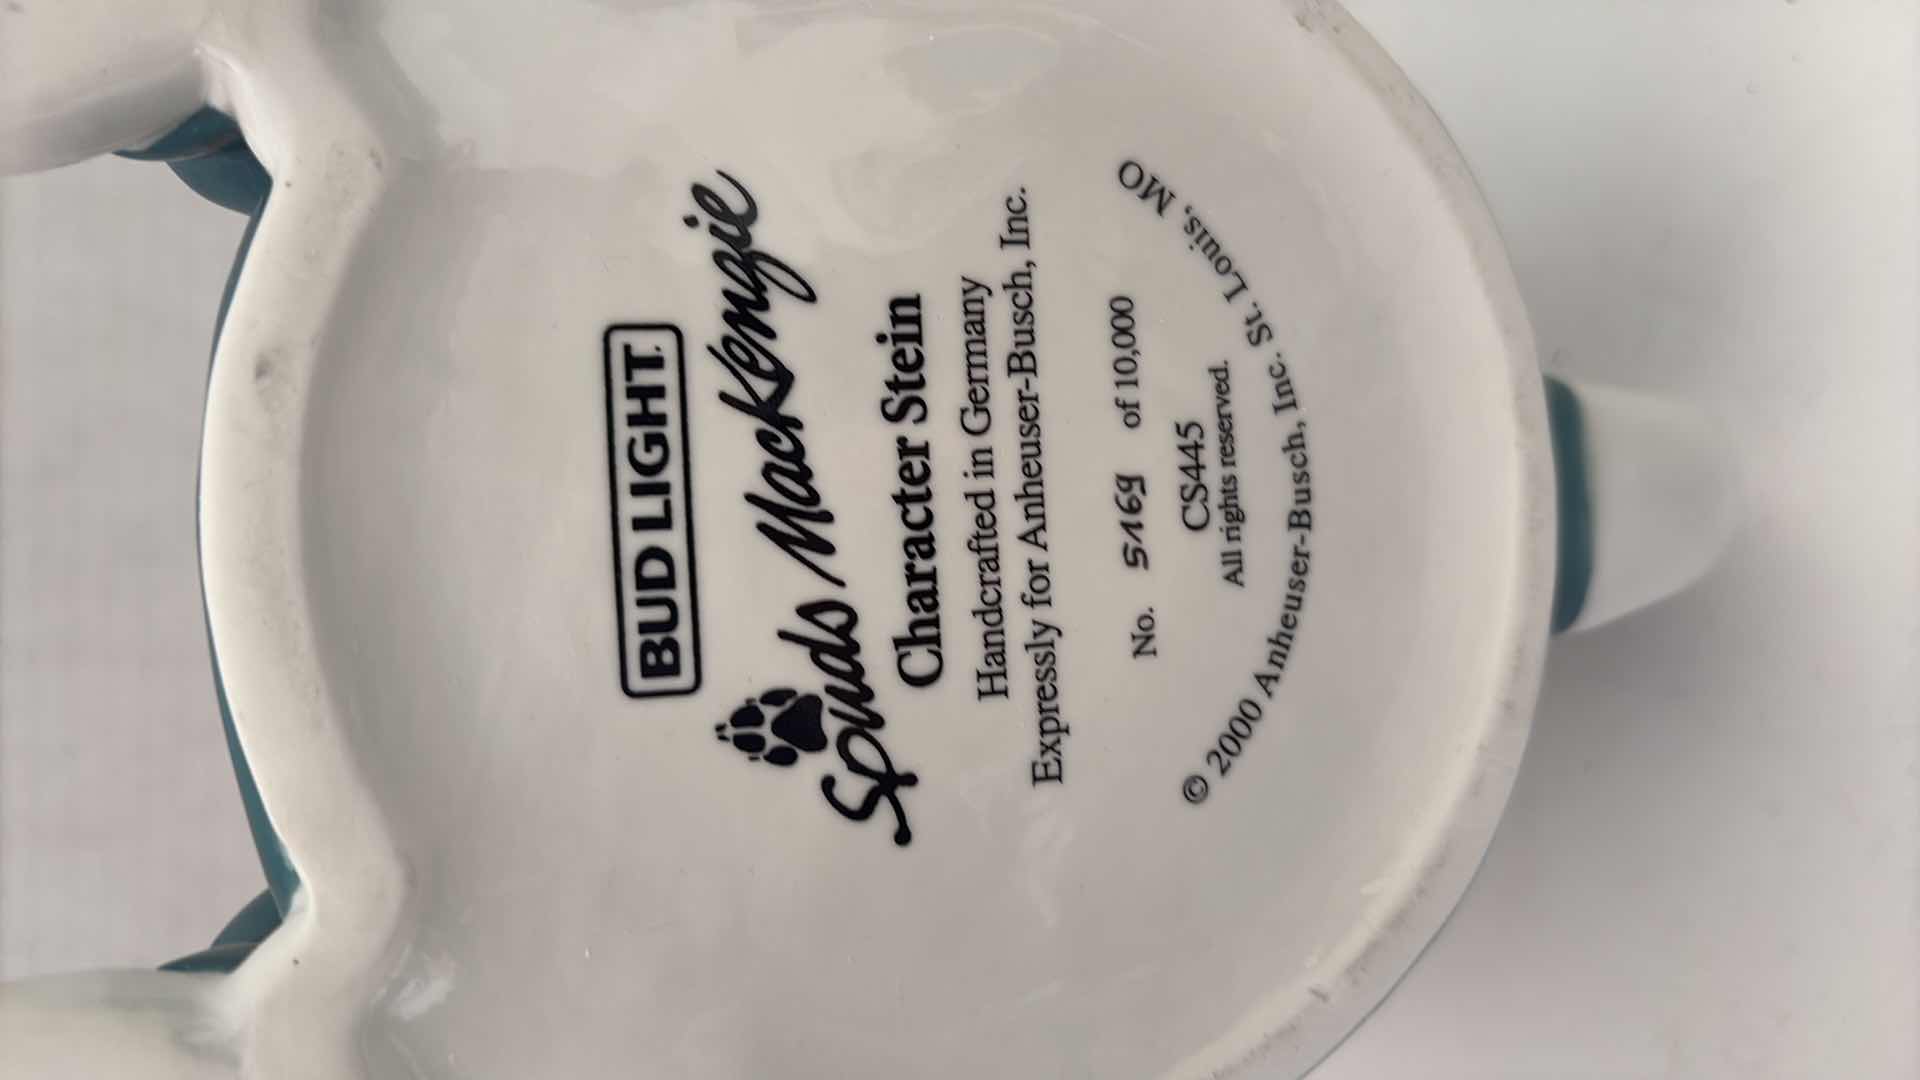 BUD LIGHT.
Spuds MacKenzie
Character Stein
Handcrafted in Germany
Expressly for Anheuser-Busch, Inc.
No. 5169 of 10,000
CS445
All rights reserved.
© 2000 Anheuser-Busch, Inc. St. Louis, MO